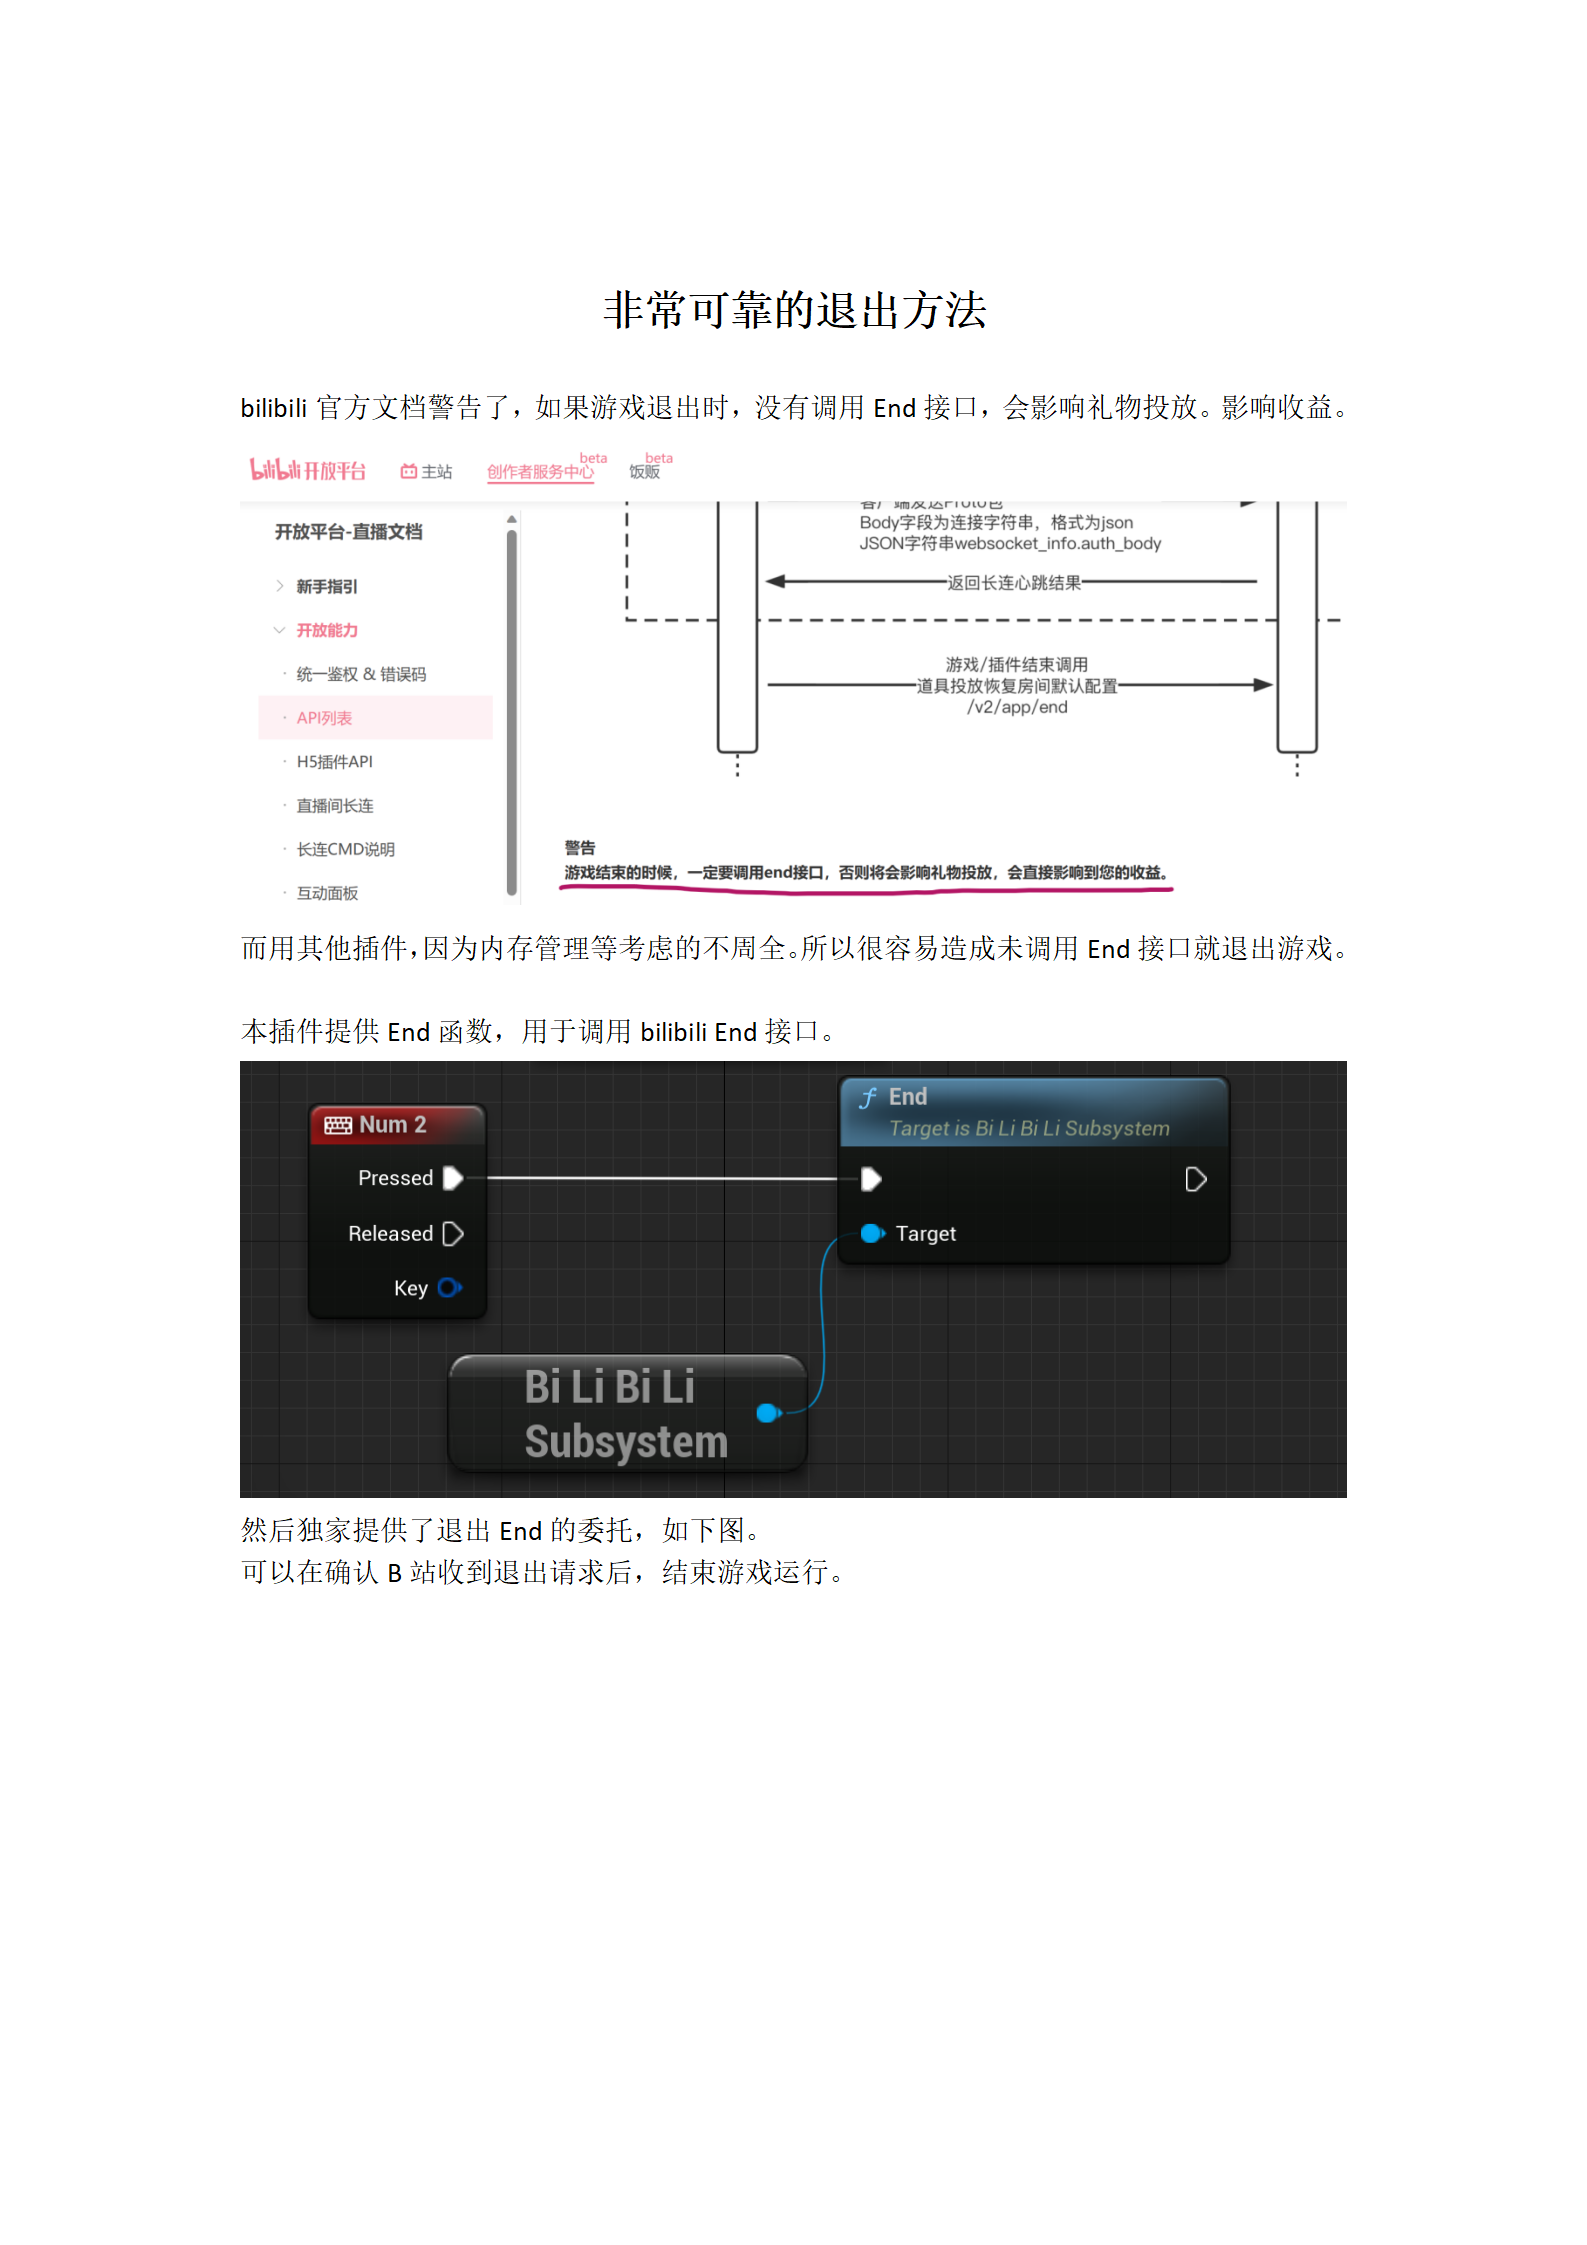 非常可靠的退出方法
bilibili 官方文档警告了，如果游戏退出时，没有调用 End 接口，会影响礼物投放。影响收益。
bilibili 开放平台 主站 创作者服务中心 beta 饭贩 beta
客户端发送Proto包
Body字段为连接字符串，格式为json
JSON字符串websocket_info.auth_body
返回长连心跳结果
游戏/插件结束调用
道具投放恢复房间默认配置
/v2/app/end
开放平台-直播文档
新手指引
开放能力
· 统一鉴权 & 错误码
· API列表
· H5插件API
· 直播间长连
· 长连CMD说明
· 互动面板
警告
游戏结束的时候，一定要调用end接口，否则将会影响礼物投放，会直接影响到您的收益。
而用其他插件，因为内存管理等考虑的不周全。所以很容易造成未调用 End 接口就退出游戏。
本插件提供 End 函数，用于调用 bilibili End 接口。
Num 2
Pressed
Released
Key
f End
Target is Bi Li Bi Li Subsystem
Target
Bi Li Bi Li
Subsystem
然后独家提供了退出 End 的委托，如下图。
可以在确认 B 站收到退出请求后，结束游戏运行。